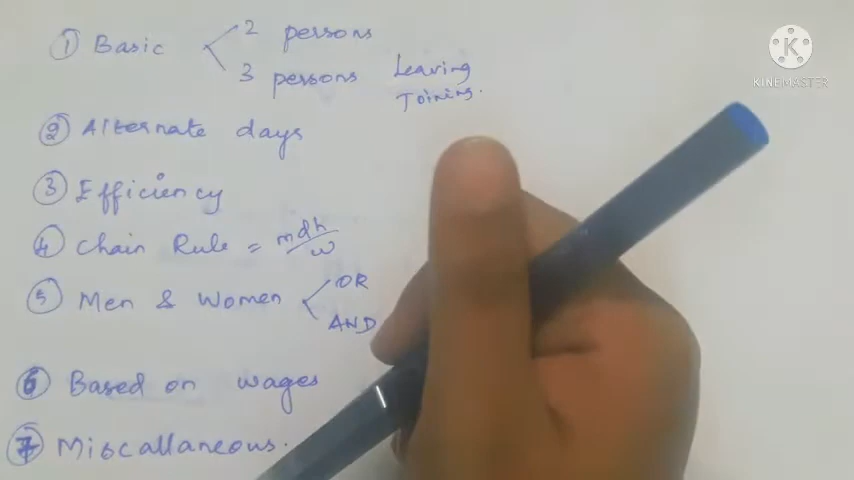 ① Basic < 2 persons
3 persons Leaving
Joining.
② Alternate days
③ Efficiency
④ Chain Rule = mdh/w
⑤ Men & Women < OR
AND
⑥ Based on wages
⑦ Miscallaneous.
K
KINEMASTER